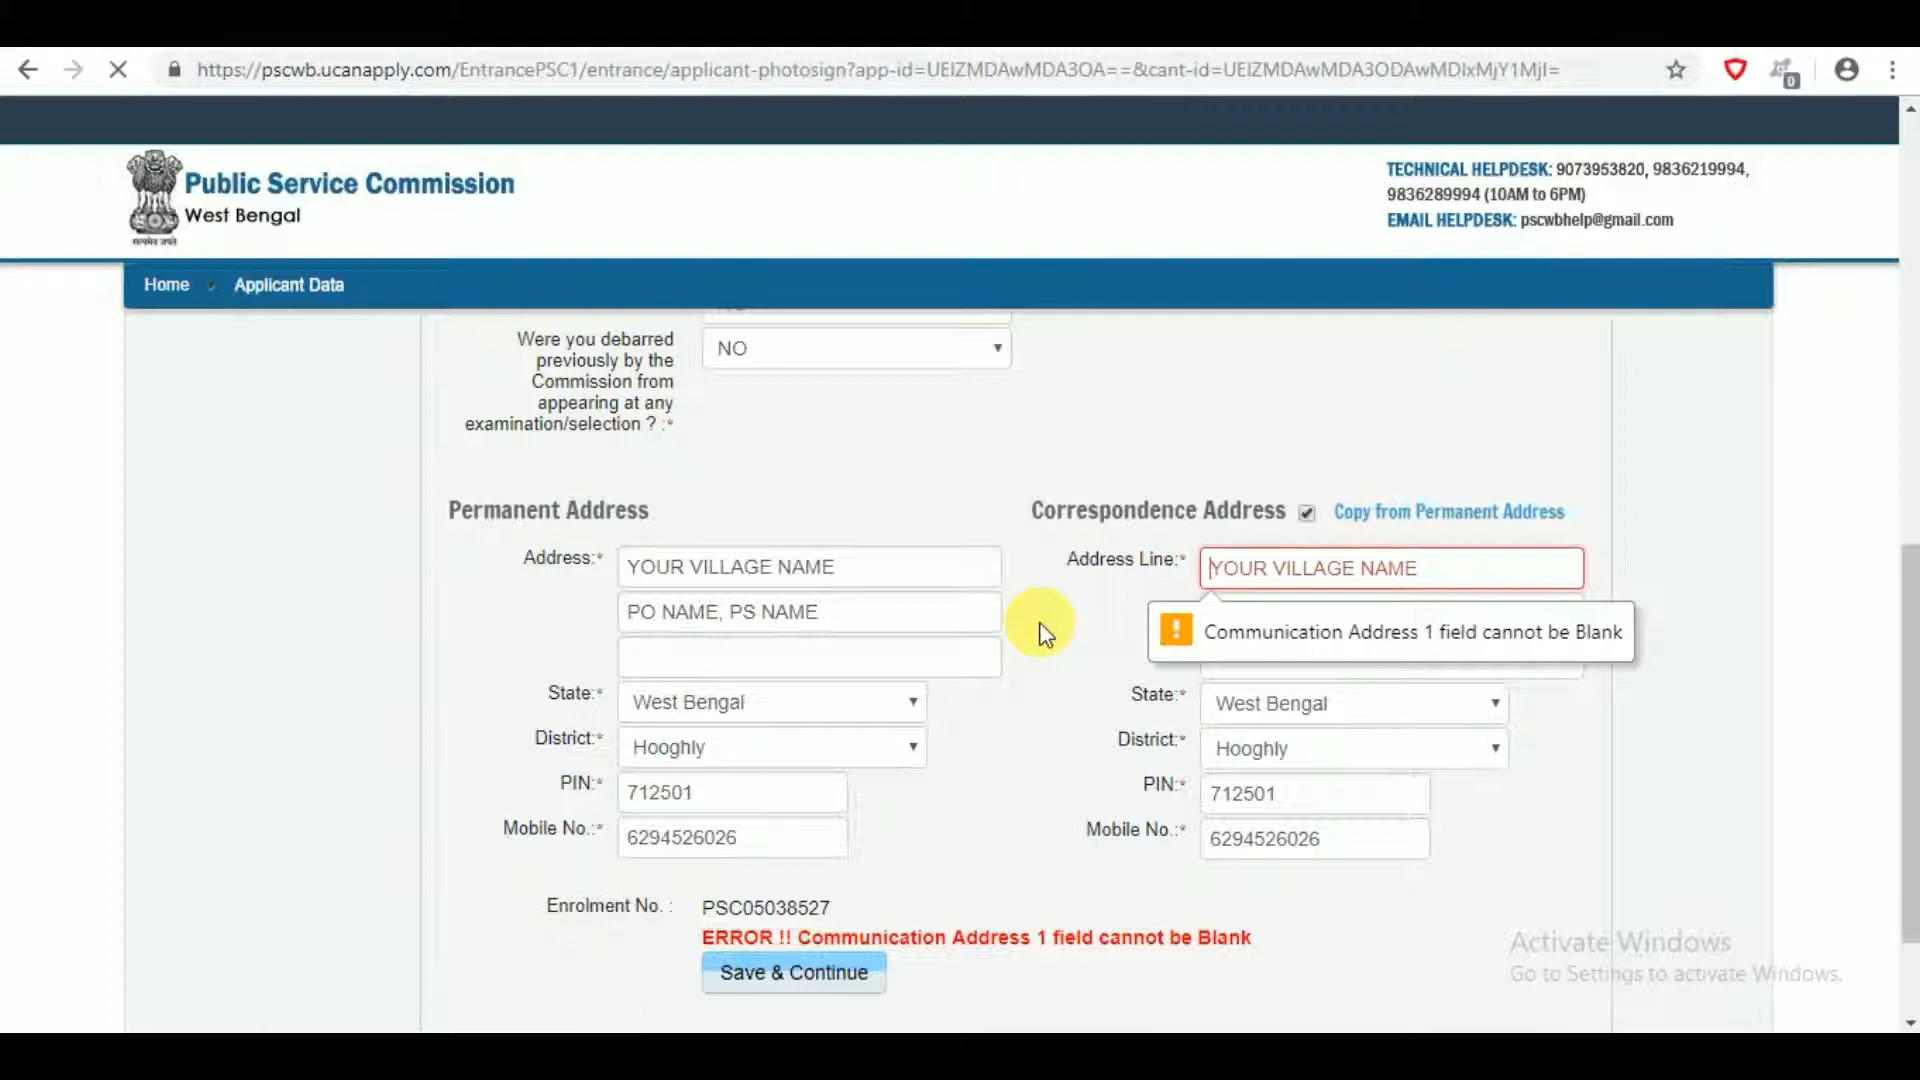 https://pscwb.ucanapply.com/EntrancePSC1/entrance/applicant-photosign?app-id=UElZMDAwMDA3OA==&cant-id=UElZMDAwMDA3ODAwMDIxMjY1MjI=
0
Public Service Commission
West Bengal
सत्यमेव जयते
TECHNICAL HELPDESK: 9073953820, 9836219994,
9836289994 (10AM to 6PM)
EMAIL HELPDESK: pscwbhelp@gmail.com
Home Applicant Data
Were you debarred
previously by the
Commission from
appearing at any
examination/selection ? :*
NO
Permanent Address
Address:*
YOUR VILLAGE NAME
PO NAME, PS NAME
State:*
West Bengal
District:*
Hooghly
PIN:*
712501
Mobile No.:*
6294526026
Correspondence Address Copy from Permanent Address
Address Line:*
YOUR VILLAGE NAME
Communication Address 1 field cannot be Blank
State:*
West Bengal
District:*
Hooghly
PIN:*
712501
Mobile No.:*
6294526026
Enrolment No. : PSC05038527
ERROR !! Communication Address 1 field cannot be Blank
Save & Continue
Activate Windows
Go to Settings to activate Windows.